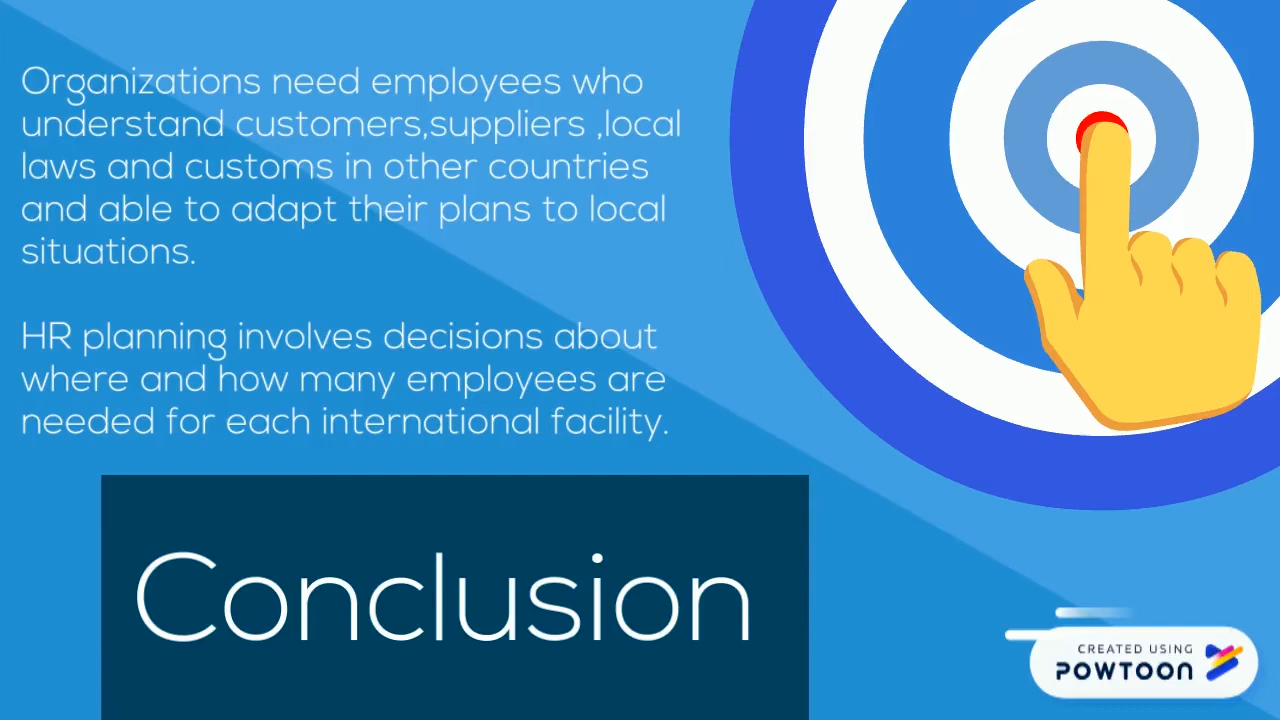 Organizations need employees who
understand customers,suppliers ,local
laws and customs in other countries
and able to adapt their plans to local
situations.
HR planning involves decisions about
where and how many employees are
needed for each international facility.
Conclusion
CREATED USING
POWTOON